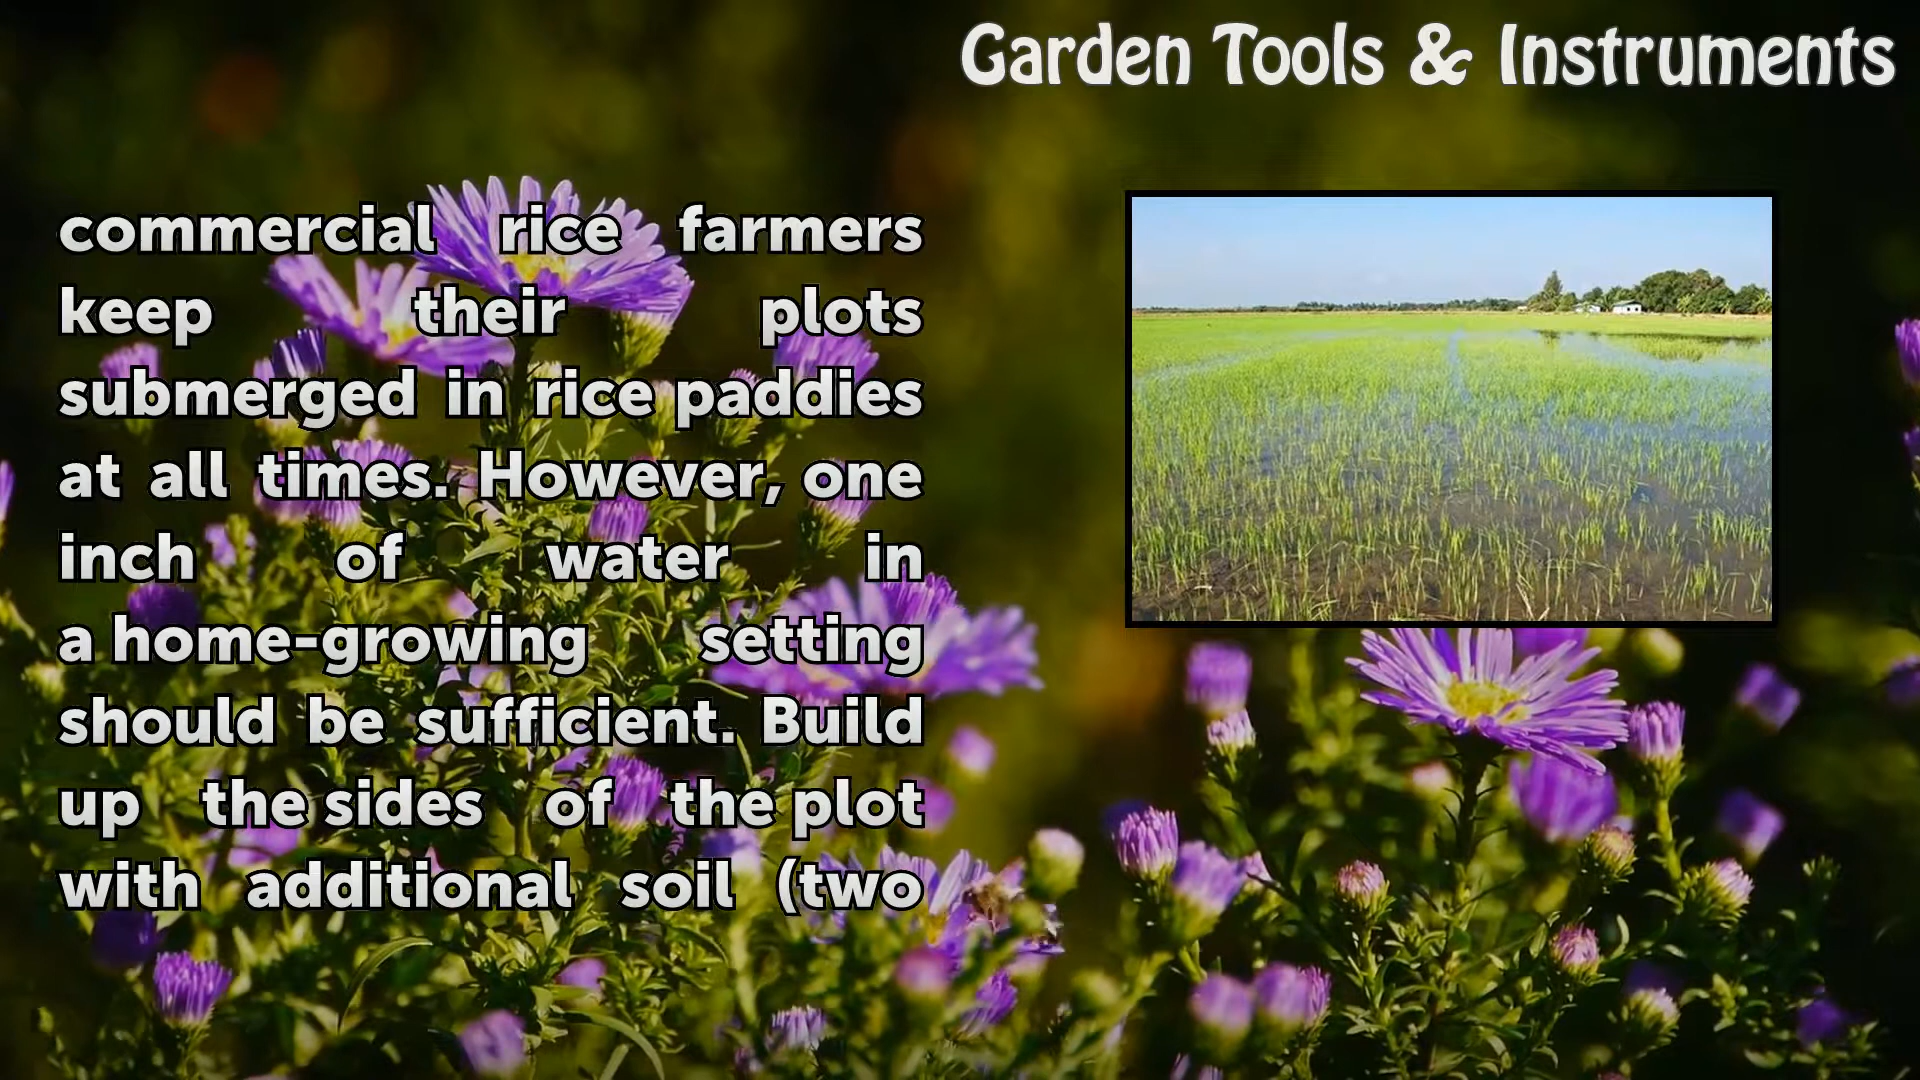 Garden Tools & Instruments
commercial rice farmers
keep their plots
submerged in rice paddies
at all times. However, one
inch of water in
a home-growing setting
should be sufficient. Build
up the sides of the plot
with additional soil (two